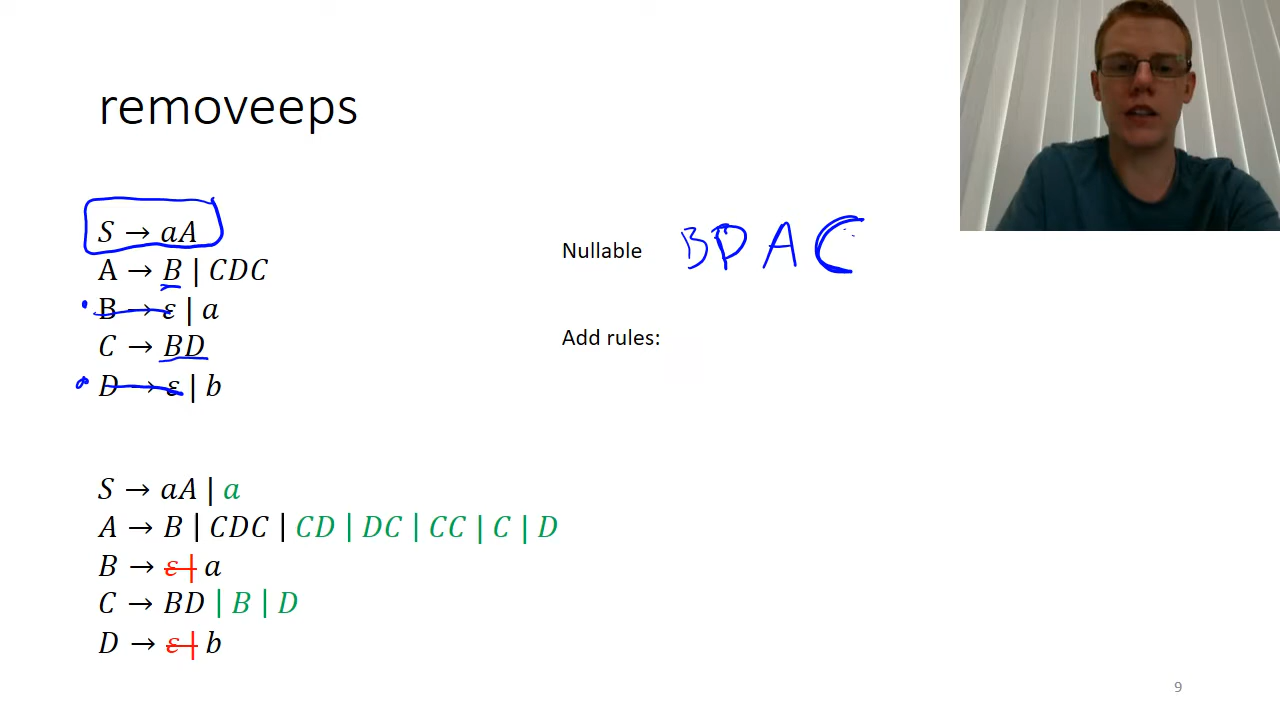 removeeps
S → aA
A → B | CDC
B → ε | a
C → BD
D → ε | b
Nullable B D A C
Add rules:
S → aA | a
A → B | CDC | CD | DC | CC | C | D
B → ε | a
C → BD | B | D
D → ε | b
9